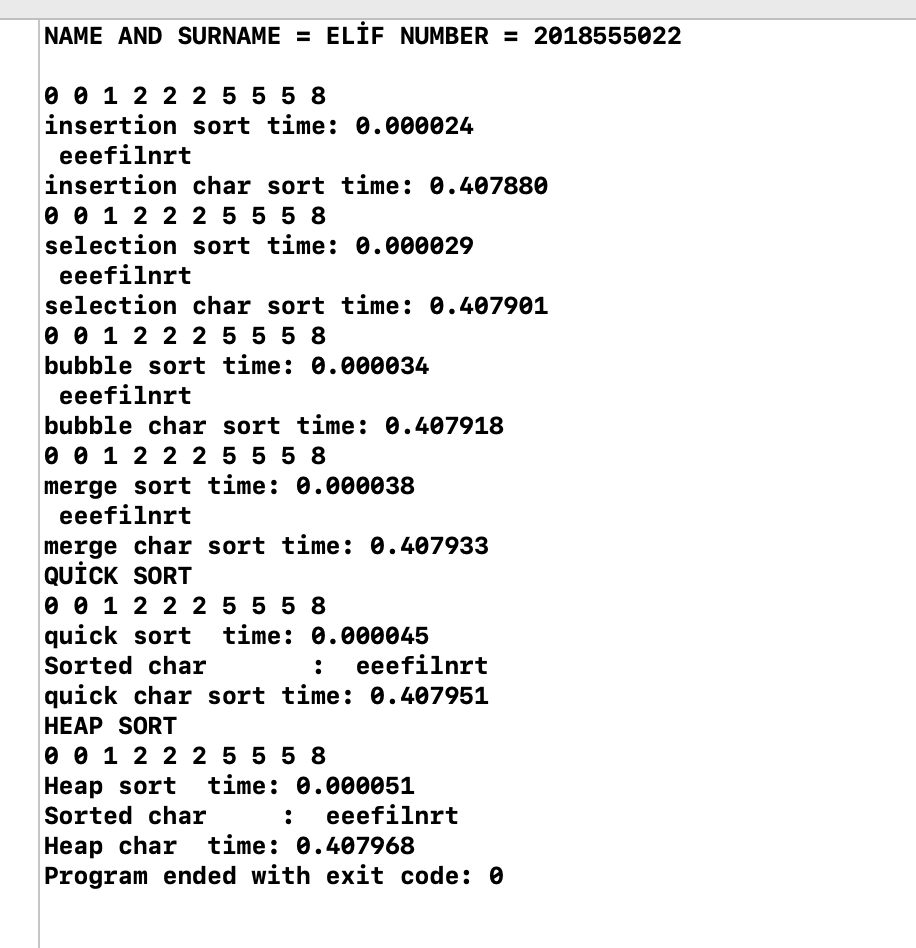 NAME AND SURNAME = ELİF NUMBER = 2018555022

0 0 1 2 2 2 5 5 5 8
insertion sort time: 0.000024
 eeefilnrt
insertion char sort time: 0.407880
0 0 1 2 2 2 5 5 5 8
selection sort time: 0.000029
 eeefilnrt
selection char sort time: 0.407901
0 0 1 2 2 2 5 5 5 8
bubble sort time: 0.000034
 eeefilnrt
bubble char sort time: 0.407918
0 0 1 2 2 2 5 5 5 8
merge sort time: 0.000038
 eeefilnrt
merge char sort time: 0.407933
QUİCK SORT
0 0 1 2 2 2 5 5 5 8
quick sort  time: 0.000045
Sorted char       :  eeefilnrt
quick char sort time: 0.407951
HEAP SORT
0 0 1 2 2 2 5 5 5 8
Heap sort  time: 0.000051
Sorted char     :  eeefilnrt
Heap char  time: 0.407968
Program ended with exit code: 0